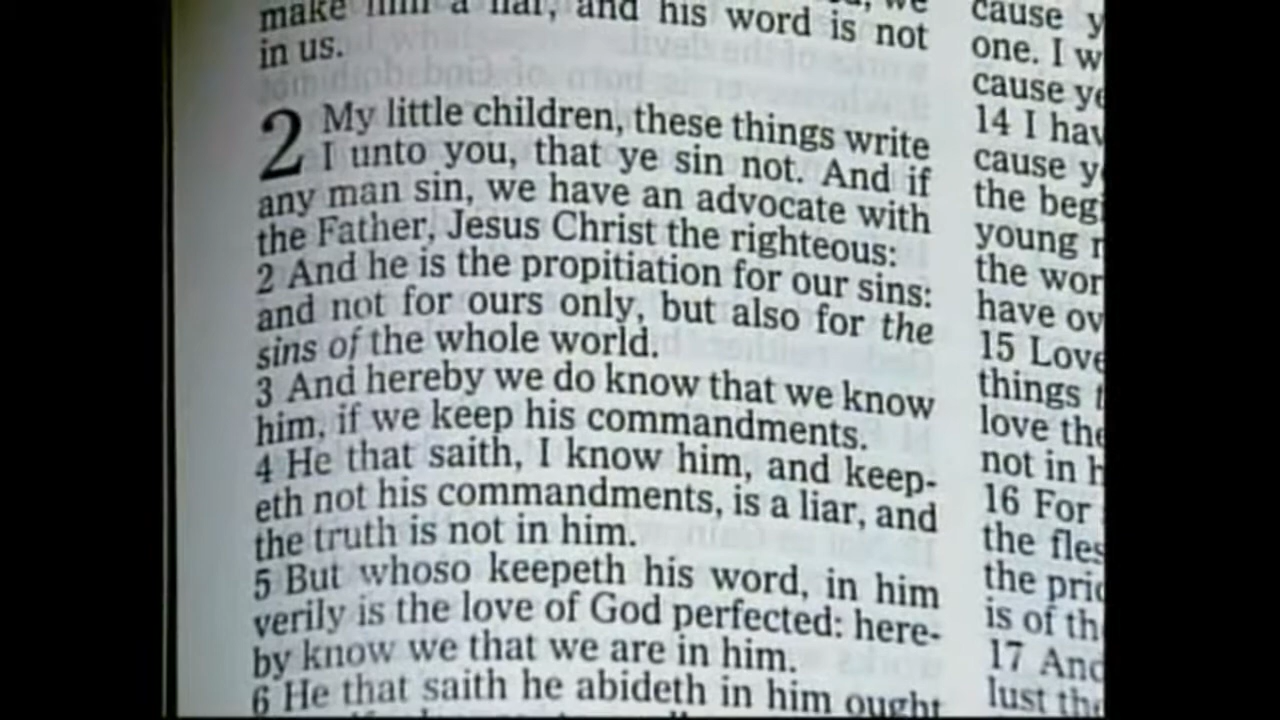 make him a liar, and his word is not
in us.
2 My little children, these things write
I unto you, that ye sin not. And if
any man sin, we have an advocate with
the Father, Jesus Christ the righteous:
2 And he is the propitiation for our sins:
and not for ours only, but also for the
sins of the whole world.
3 And hereby we do know that we know
him, if we keep his commandments.
4 He that saith, I know him, and keep-
eth not his commandments, is a liar, and
the truth is not in him.
5 But whoso keepeth his word, in him
verily is the love of God perfected: here-
by know we that we are in him.
6 He that saith he abideth in him ought
cause
one. I
cause
14 I
cause
the
young
the
have
15
things
love
not in
16 For
the
the
is of
17
lust